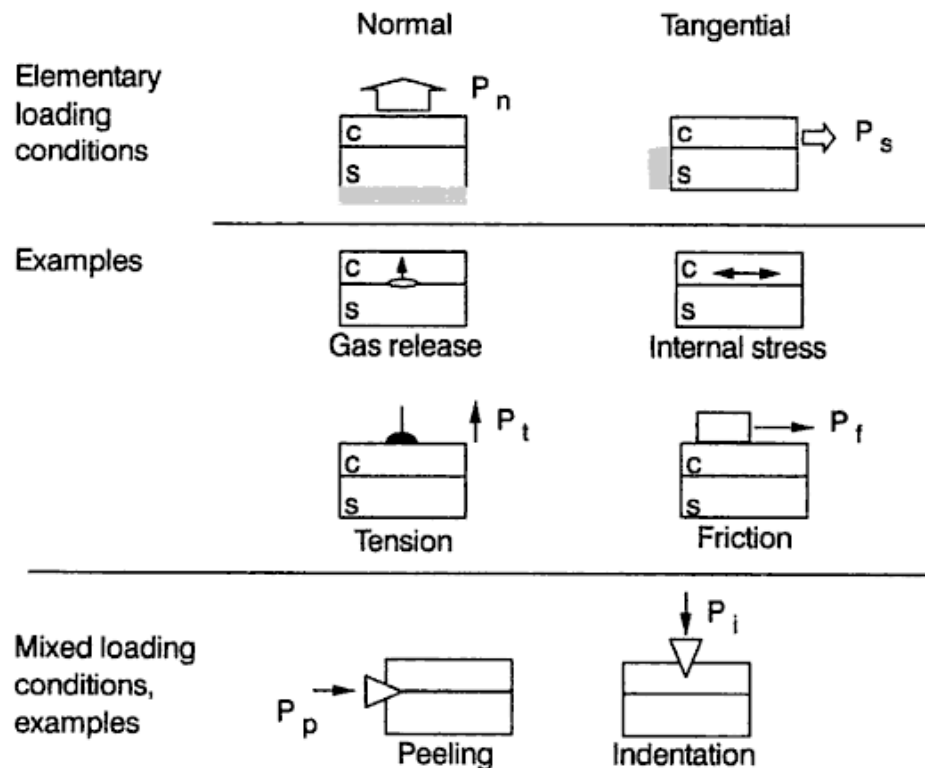 Normal Tangential
Elementary
loading
conditions
P n
C
S
P s
C
S
Examples
C
S
Gas release
C
S
Internal stress
P t
C
S
Tension
P f
C
S
Friction
Mixed loading
conditions,
examples
P p
Peeling
P i
Indentation